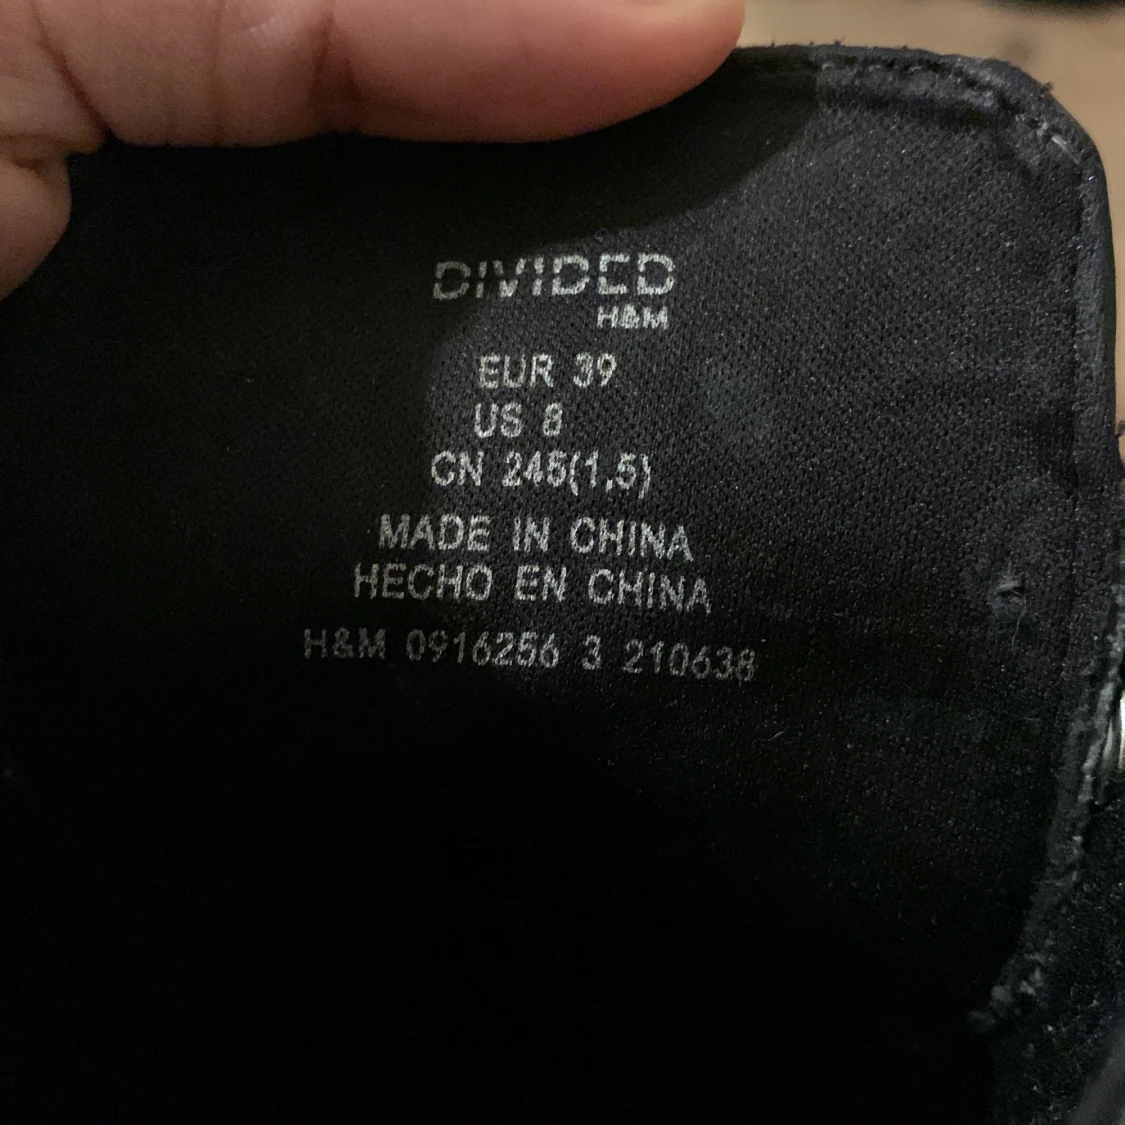 DIVIDED
H&M
EUR 39
US 8
CN 245(1,5)
MADE IN CHINA
HECHO EN CHINA
H&M 0916256 3 210638